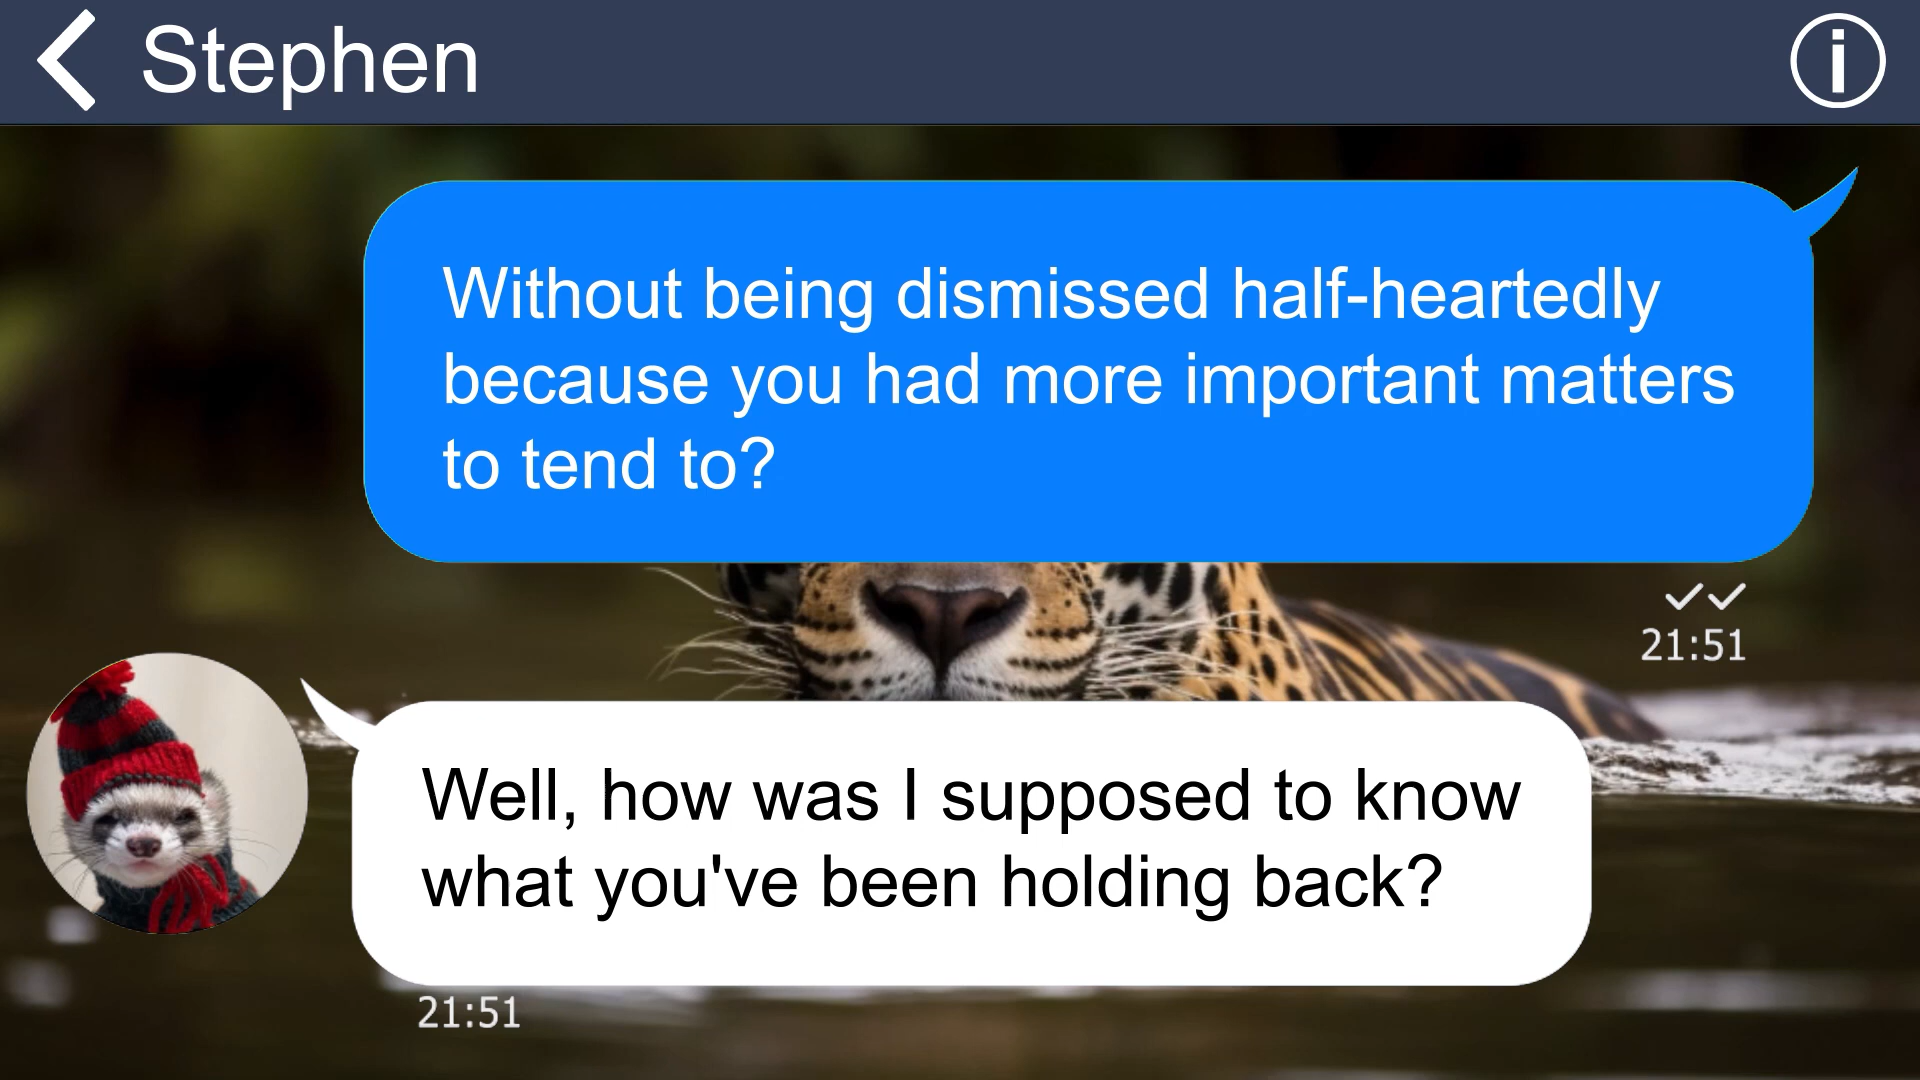 Stephen
Without being dismissed half-heartedly
because you had more important matters
to tend to?
21:51
Well, how was I supposed to know
what you've been holding back?
21:51